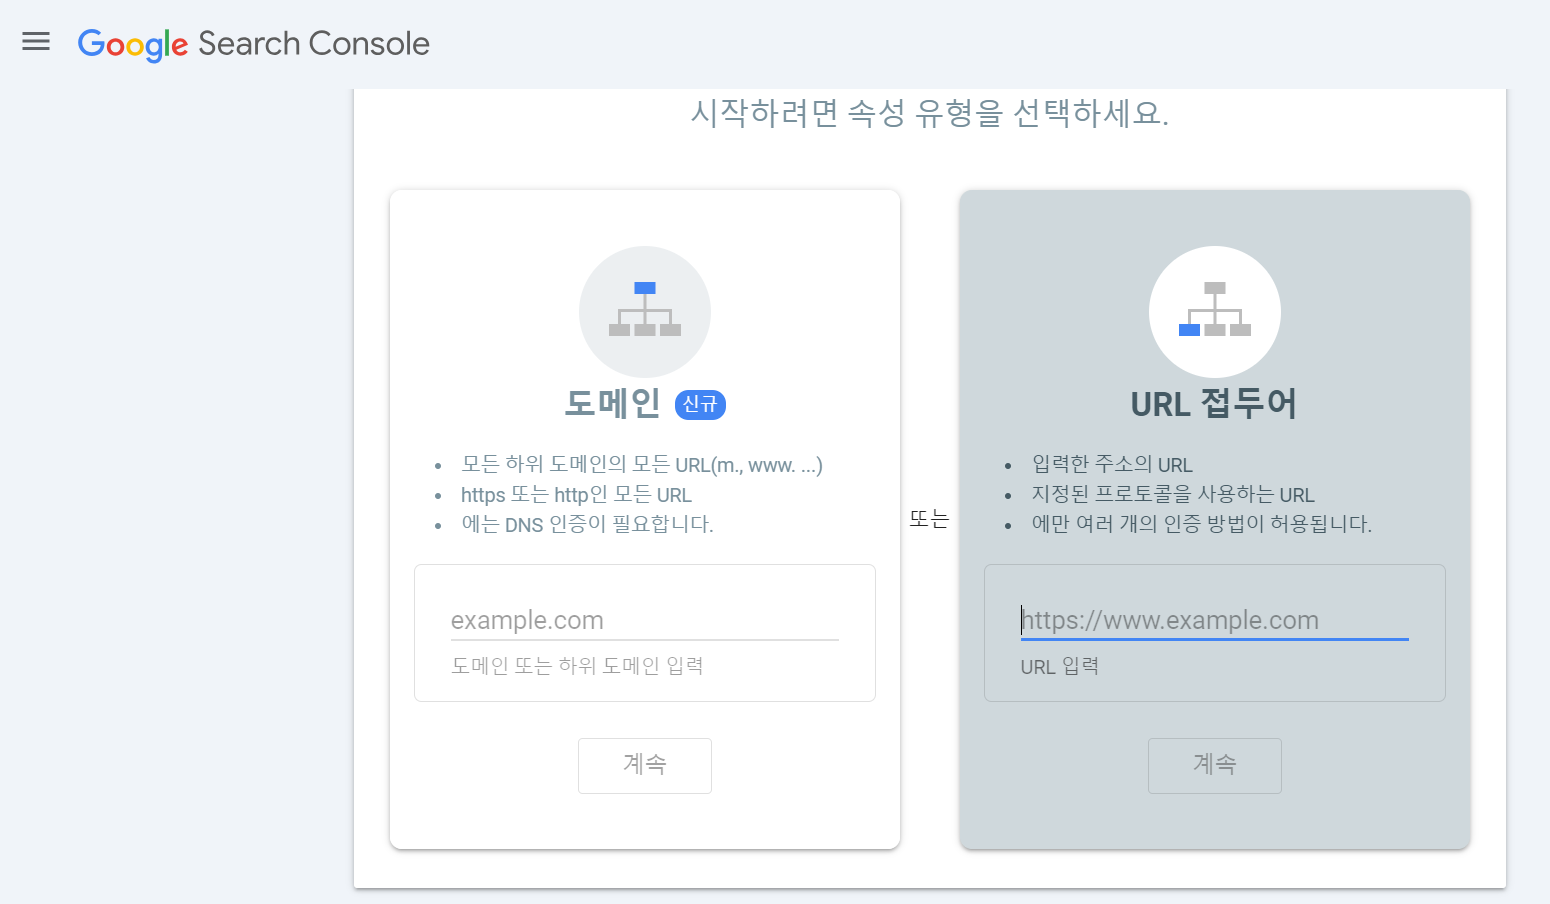 Google Search Console
시작하려면 속성 유형을 선택하세요.
도메인 신규
• 모든 하위 도메인의 모든 URL(m., www. ...)
• https 또는 http인 모든 URL
• 에는 DNS 인증이 필요합니다.
example.com
도메인 또는 하위 도메인 입력
계속
또는
URL 접두어
• 입력한 주소의 URL
• 지정된 프로토콜을 사용하는 URL
• 에만 여러 개의 인증 방법이 허용됩니다.
https://www.example.com
URL 입력
계속